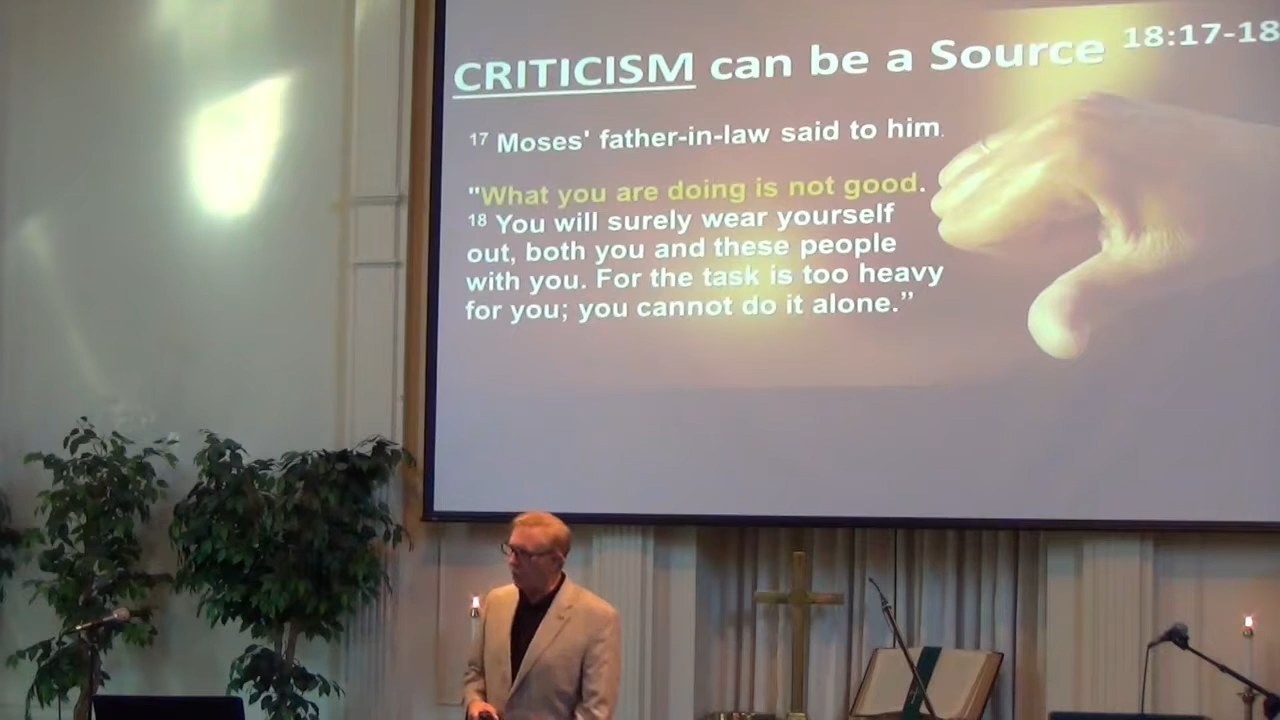 CRITICISM can be a Source 18:17-18
17 Moses' father-in-law said to him.
"What you are doing is not good.
18 You will surely wear yourself
out, both you and these people
with you. For the task is too heavy
for you; you cannot do it alone.”